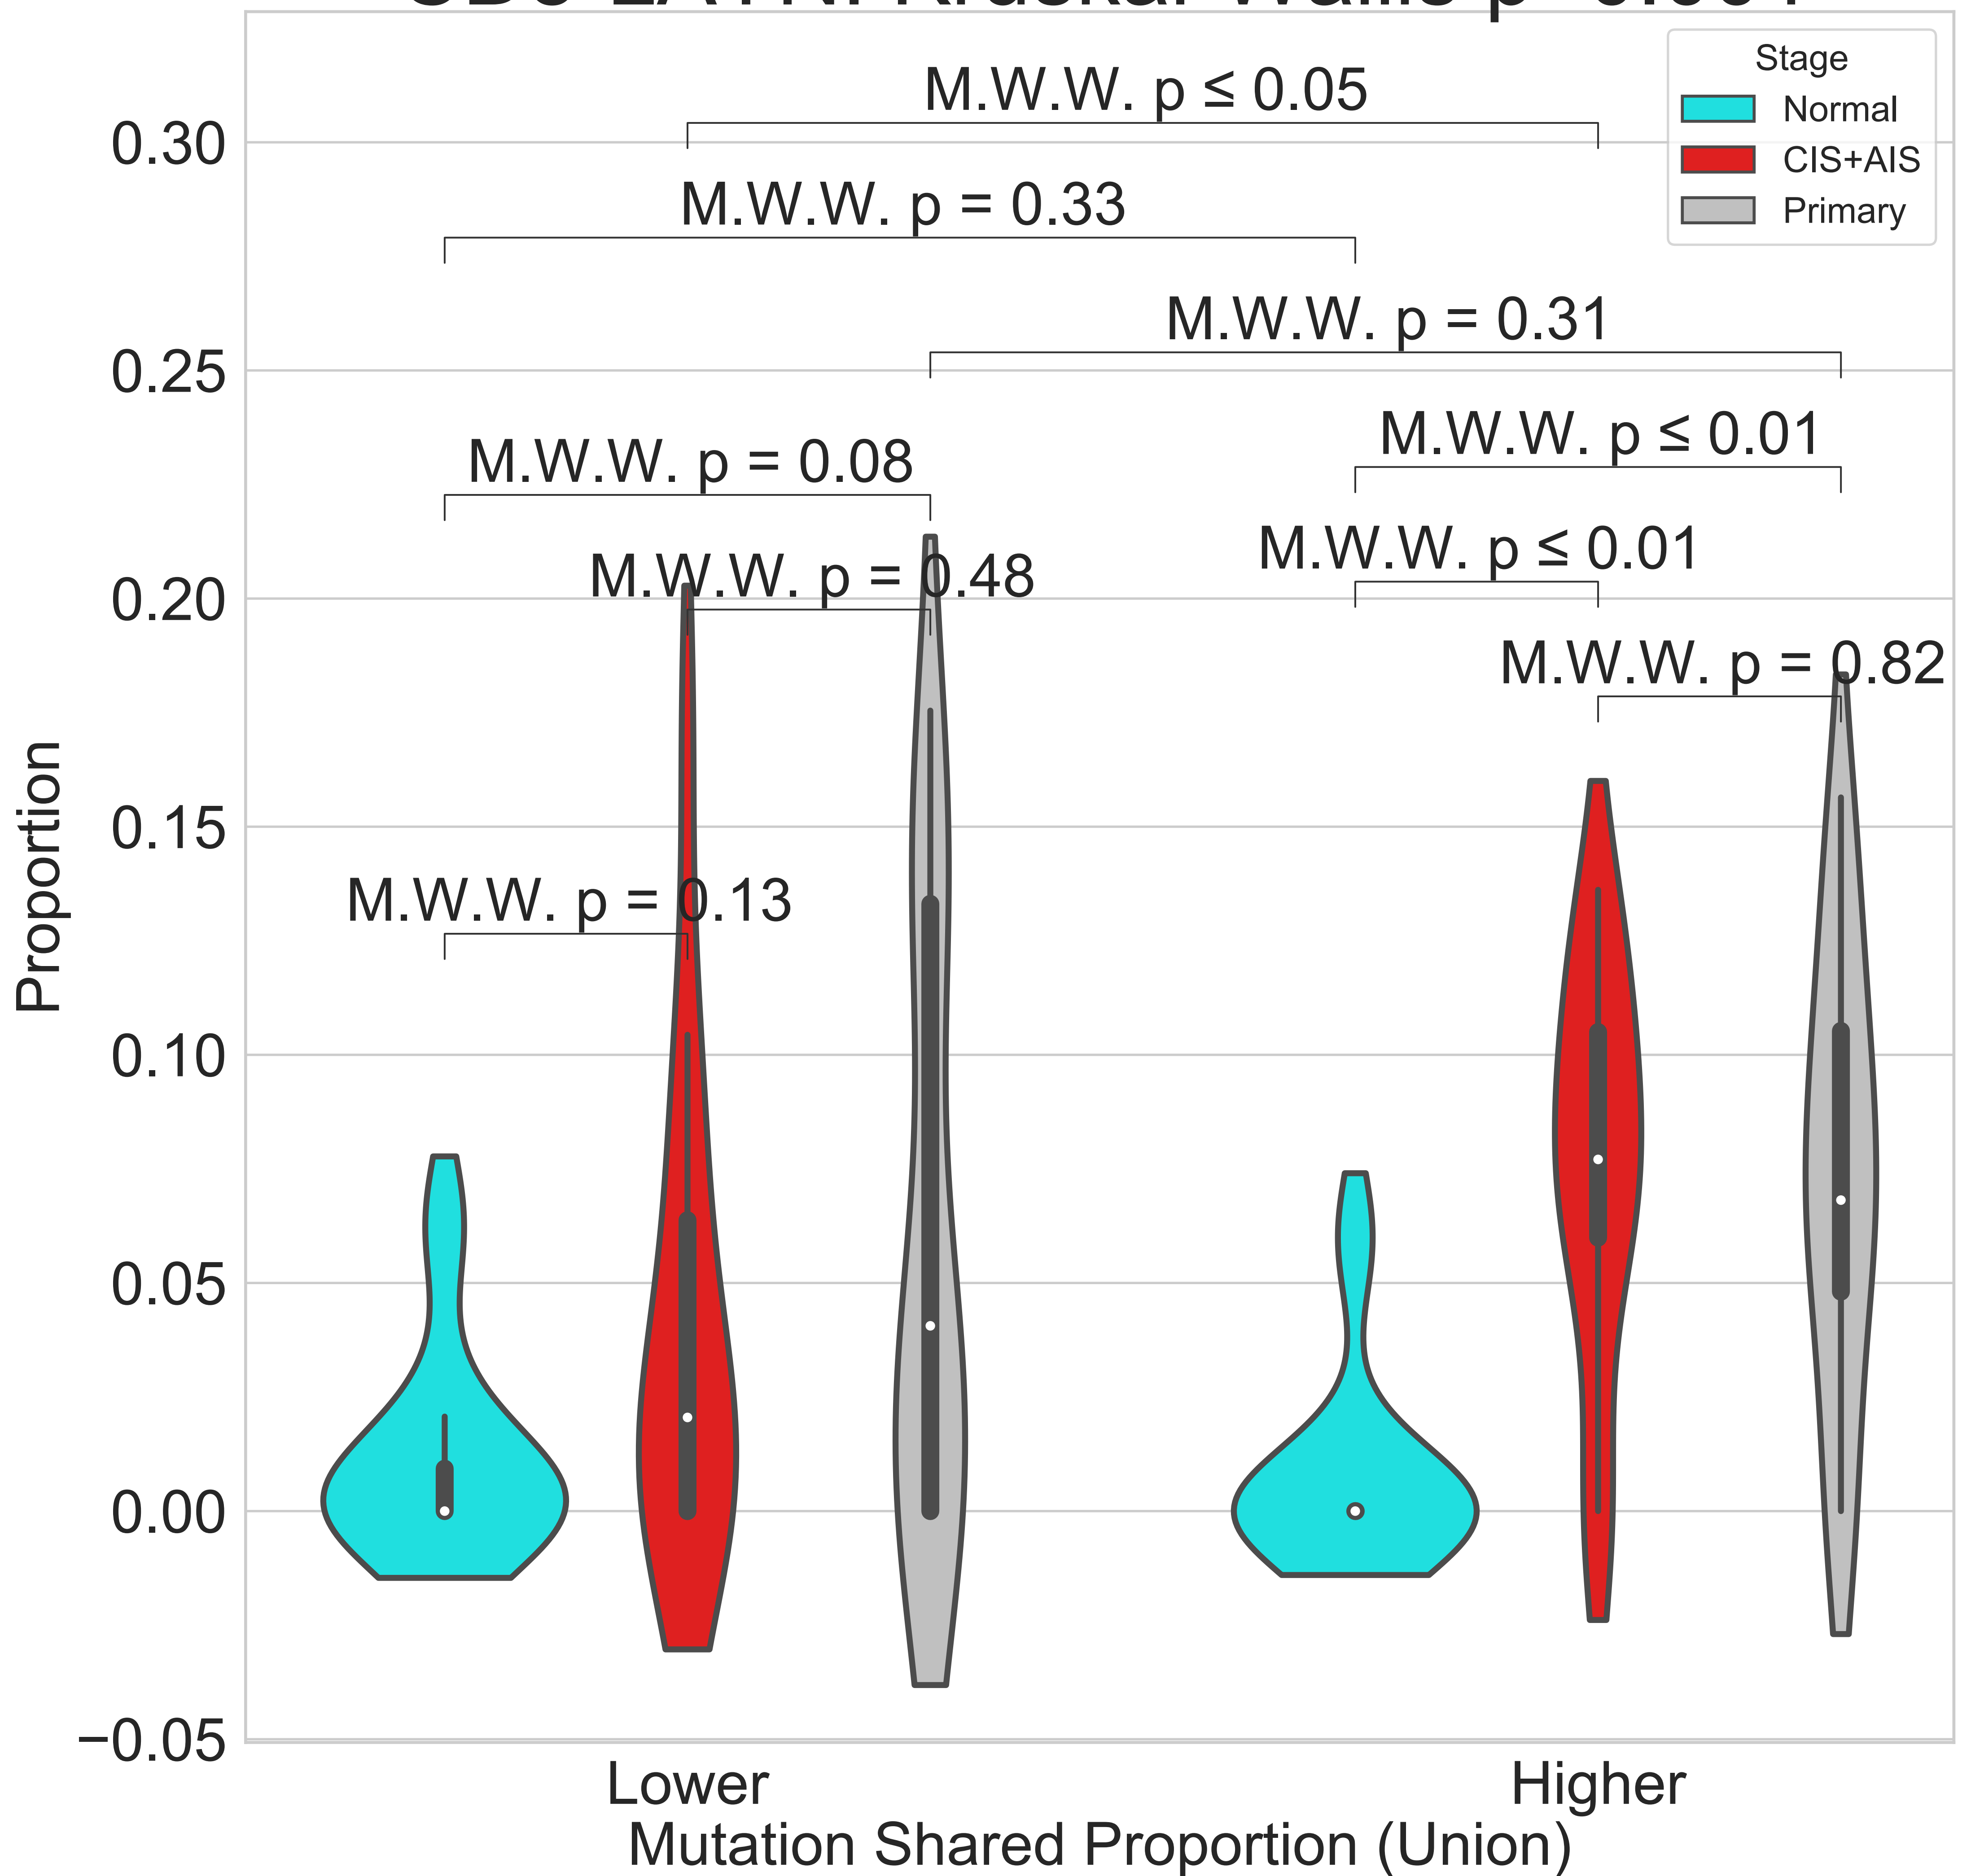 M.W.W. p ≤ 0.05
M.W.W. p = 0.33
M.W.W. p = 0.31
M.W.W. p ≤ 0.01
M.W.W. p = 0.08
M.W.W. p ≤ 0.01
M.W.W. p = 0.48
M.W.W. p = 0.82
M.W.W. p = 0.13
Stage
Normal
CIS+AIS
Primary
0.30
0.25
0.20
0.15
0.10
0.05
0.00
−0.05
Proportion
Lower
Higher
Mutation Shared Proportion (Union)